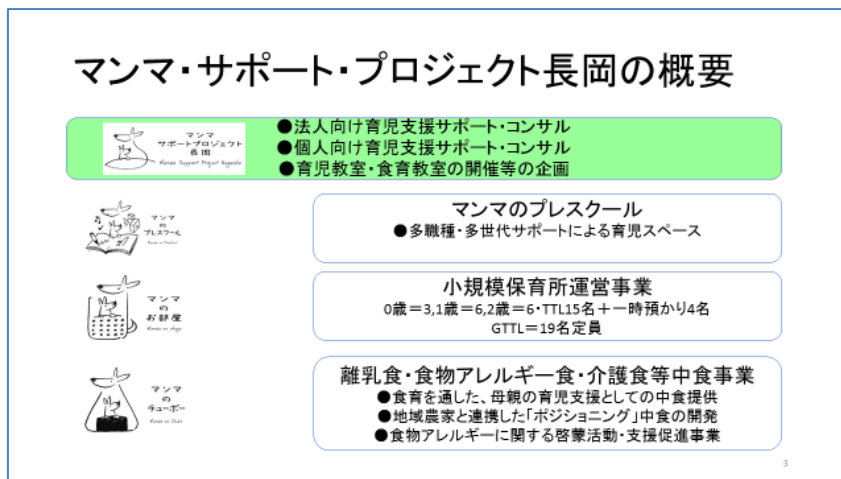 マンマ・サポート・プロジェクト長岡の概要
マンマ
サポートプロジェクト
長岡
Manma Support Project Nagaoka
●法人向け育児支援サポート・コンサル
●個人向け育児支援サポート・コンサル
●育児教室・食育教室の開催等の企画
マンマ
の
プレスクール
マンマのプレスクール
●多職種・多世代サポートによる育児スペース
マンマ
の
お部屋
小規模保育所運営事業
0歳=3,1歳=6,2歳=6・TTL15名+一時預かり4名
GTTL=19名定員
マンマ
の
チューボー
離乳食・食物アレルギー食・介護食等中食事業
●食育を通した、母親の育児支援としての中食提供
●地域農家と連携した「ポジショニング」中食の開発
●食物アレルギーに関する啓蒙活動・支援促進事業
3